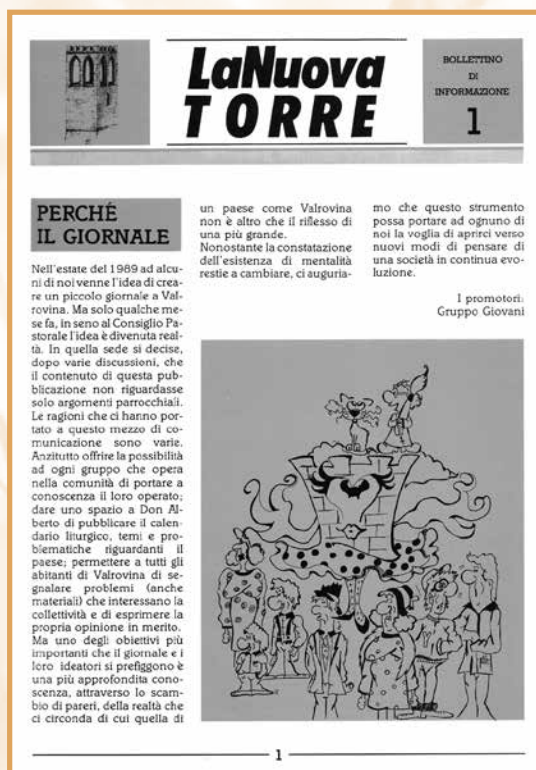 LaNuova
TORRE
BOLLETTINO
DI
INFORMAZIONE
1
PERCHÉ
IL GIORNALE
Nell'estate del 1989 ad alcu-
ni di noi venne l'idea di crea-
re un piccolo giornale a Val-
rovina. Ma solo qualche me-
se fa, in seno al Consiglio Pa-
storale l'idea è divenuta real-
tà. In quella sede si decise,
dopo varie discussioni, che
il contenuto di questa pub-
blicazione non riguardasse
solo argomenti parrocchiali.
Le ragioni che ci hanno por-
tato a questo mezzo di co-
municazione sono varie.
Anzitutto offrire la possibilità
ad ogni gruppo che opera
nella comunità di portare a
conoscenza il loro operato;
dare uno spazio a Don Al-
berto di pubblicare il calen-
dario liturgico, temi e pro-
blematiche riguardanti il
paese; permettere a tutti gli
abitanti di Valrovina di se-
gnalare problemi (anche
materiali) che interessano la
collettività e di esprimere la
propria opinione in merito.
Ma uno degli obiettivi più
importanti che il giornale e i
loro ideatori si prefiggono è
una più approfondita cono-
scenza, attraverso lo scam-
bio di pareri, della realtà che
ci circonda di cui quella di
un paese come Valrovina
non è altro che il riflesso di
una più grande.
Nonostante la constatazione
dell'esistenza di mentalità
restie a cambiare, ci auguria-
mo che questo strumento
possa portare ad ognuno di
noi la voglia di aprirci verso
nuovi modi di pensare di
una società in continua evo-
luzione.
I promotori:
Gruppo Giovani
1